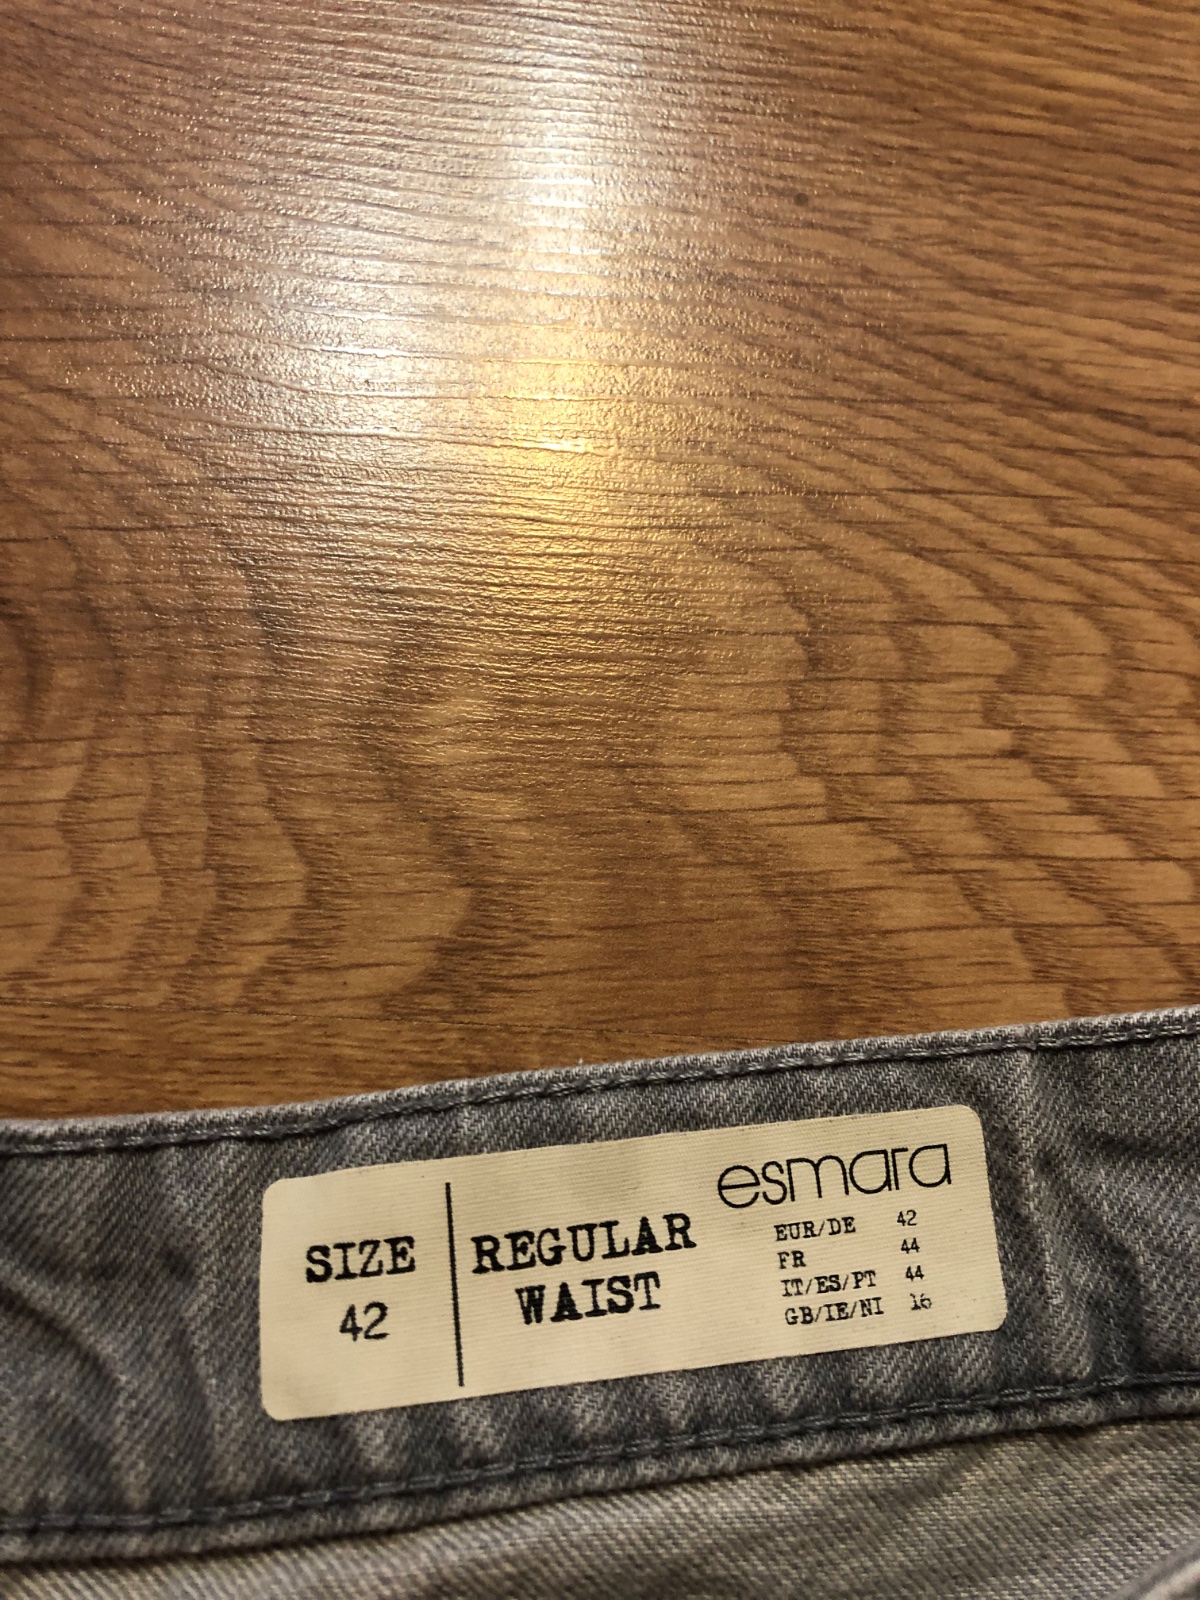 SIZE
42
REGULAR
WAIST
esmara
EUR/DE 42
FR 44
IT/ES/PT 44
GB/IE/NI 16